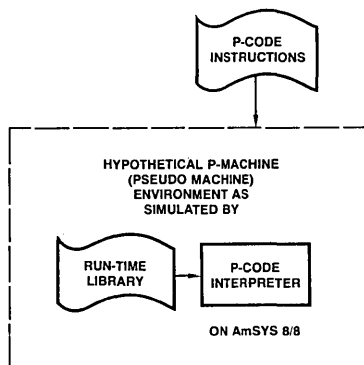 P-CODE
INSTRUCTIONS
HYPOTHETICAL P-MACHINE
(PSEUDO MACHINE)
ENVIRONMENT AS
SIMULATED BY
RUN-TIME
LIBRARY
P-CODE
INTERPRETER
ON AmSYS 8/8